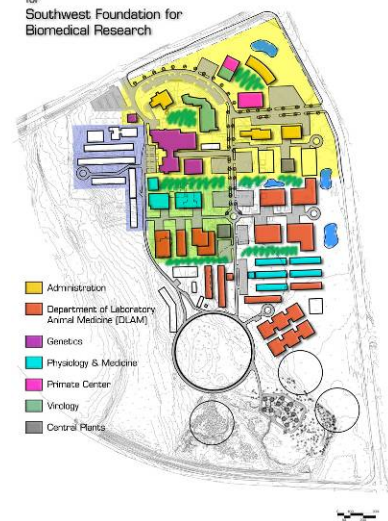 for
Southwest Foundation for
Biomedical Research
Administration
Department of Laboratory
Animal Medicine (DLAM)
Genetics
Physiology & Medicine
Primate Center
Virology
Central Plants